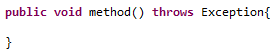 public void method() throws Exception{
}